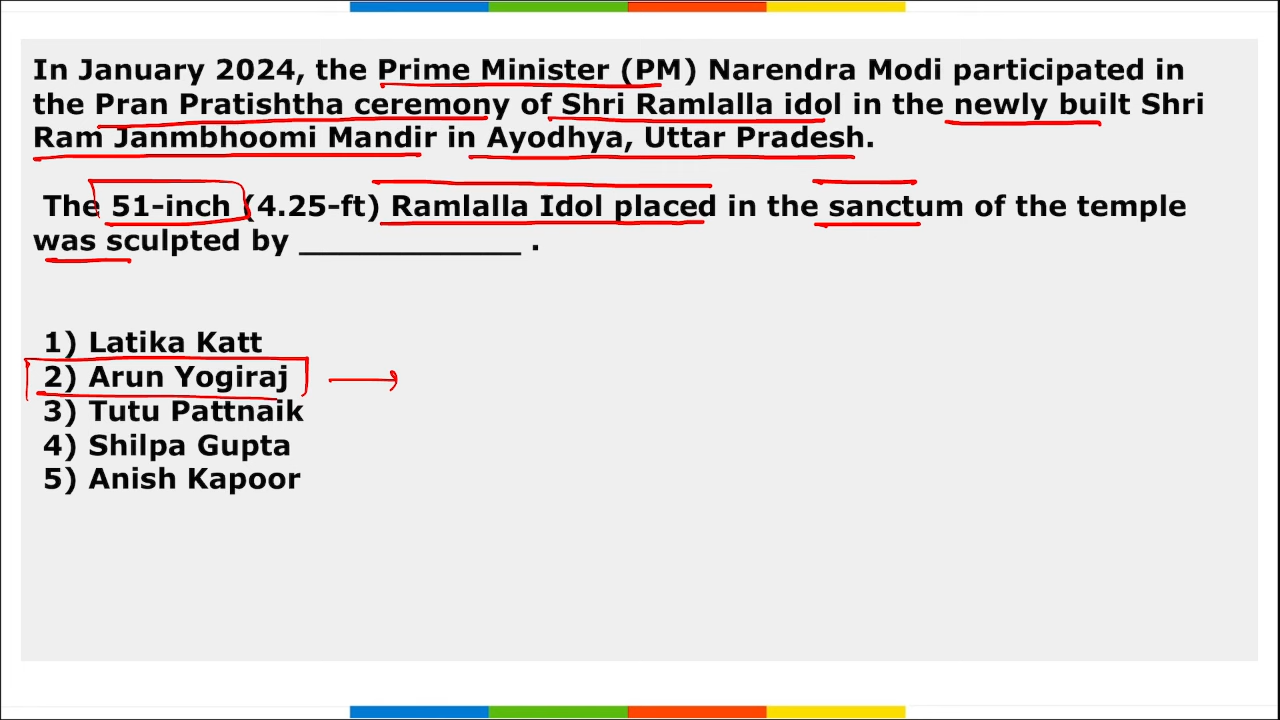 In January 2024, the Prime Minister (PM) Narendra Modi participated in
the Pran Pratishtha ceremony of Shri Ramlalla idol in the newly built Shri
Ram Janmbhoomi Mandir in Ayodhya, Uttar Pradesh.
The 51-inch (4.25-ft) Ramlalla Idol placed in the sanctum of the temple
was sculpted by _____________ .
1) Latika Katt
2) Arun Yogiraj
3) Tutu Pattnaik
4) Shilpa Gupta
5) Anish Kapoor